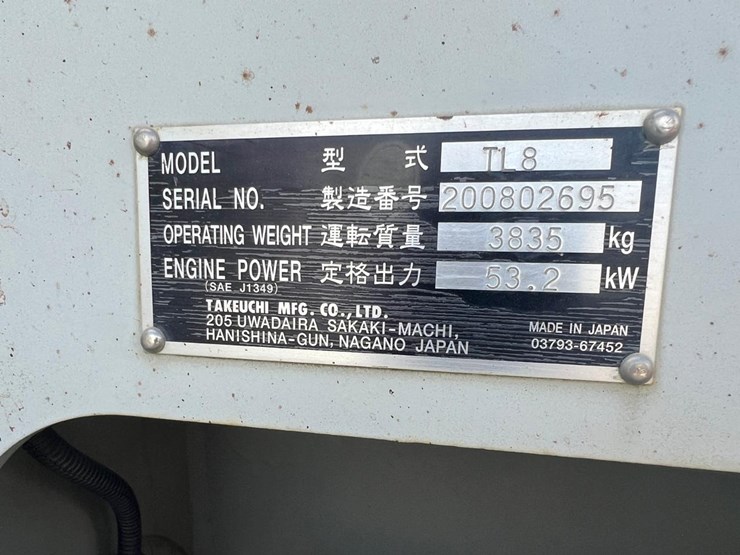 MODEL 型式 TL8
SERIAL NO. 製造番号 200802695
OPERATING WEIGHT 運転質量 3835 kg
ENGINE POWER 定格出力 53.2 kW
(SAE J1349)
TAKEUCHI MFG. CO., LTD.
205 UWADAIRA SAKAKI-MACHI,
HANISHINA-GUN, NAGANO JAPAN
MADE IN JAPAN
03793-67452